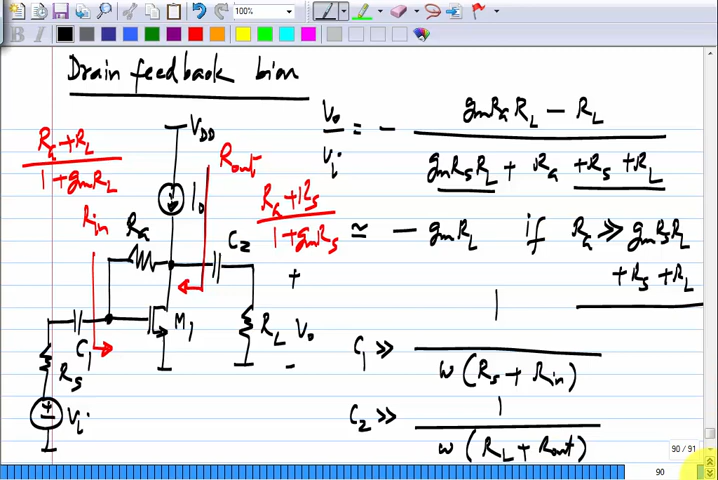 100%
Drain feedback bias
V₀/Vᵢ = - (gmRaRL - RL)/(gmRsRL + Ra + Rs + RL)
≅ - gmRL if Ra ≫ gmRsRL
+ Rs + RL
(Ra + RL)/(1 + gmRL)
VDD
Rout
I₀
(Ra + Rs)/(1 + gmRs)
Rin
Ra
C₂
M₁
C₁
RL
+
V₀
-
Rs
Vᵢ
C₁ ≫ 1/(ω(Rs + Rin))
C₂ ≫ 1/(ω(RL + Rout))
90/91
90